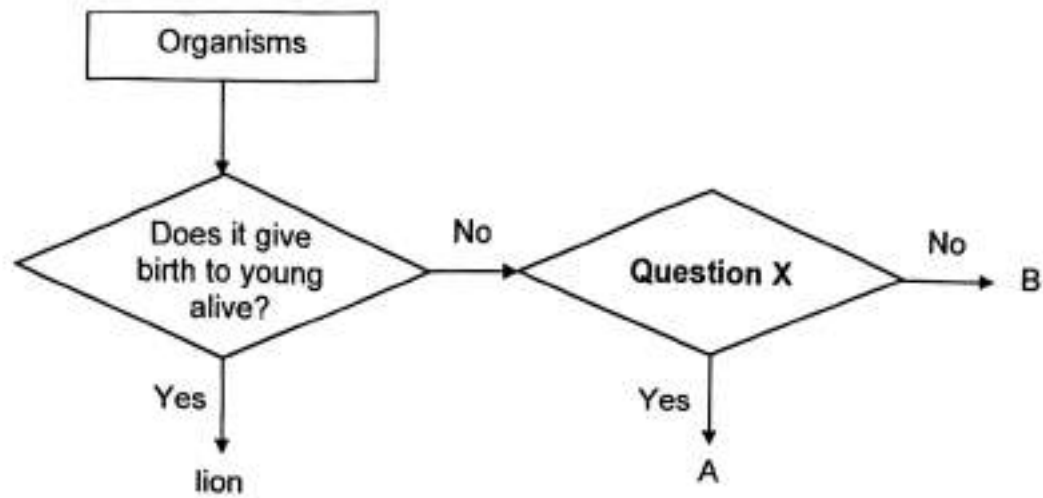 Organisms
Does it give
birth to young
alive?
No
Question X
No
B
Yes
lion
Yes
A